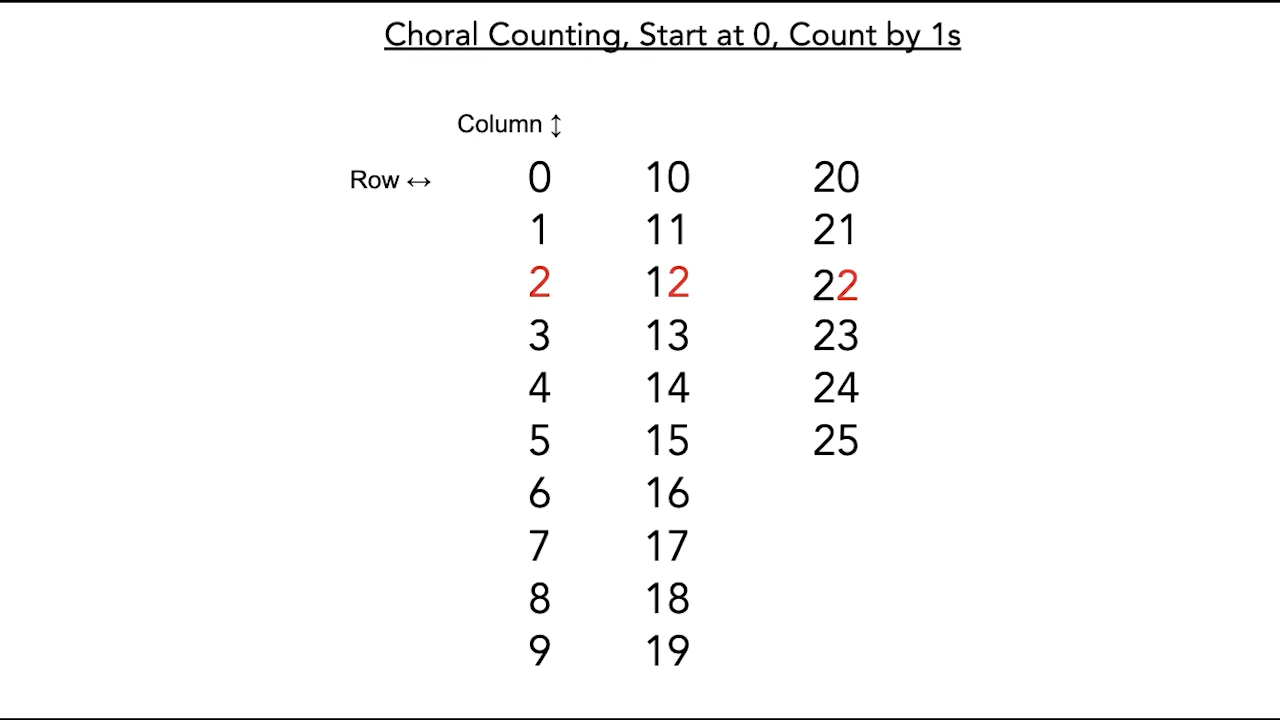 Choral Counting, Start at 0, Count by 1s
Column ↕
Row ↔ 0 10 20
1 11 21
2 12 22
3 13 23
4 14 24
5 15 25
6 16
7 17
8 18
9 19